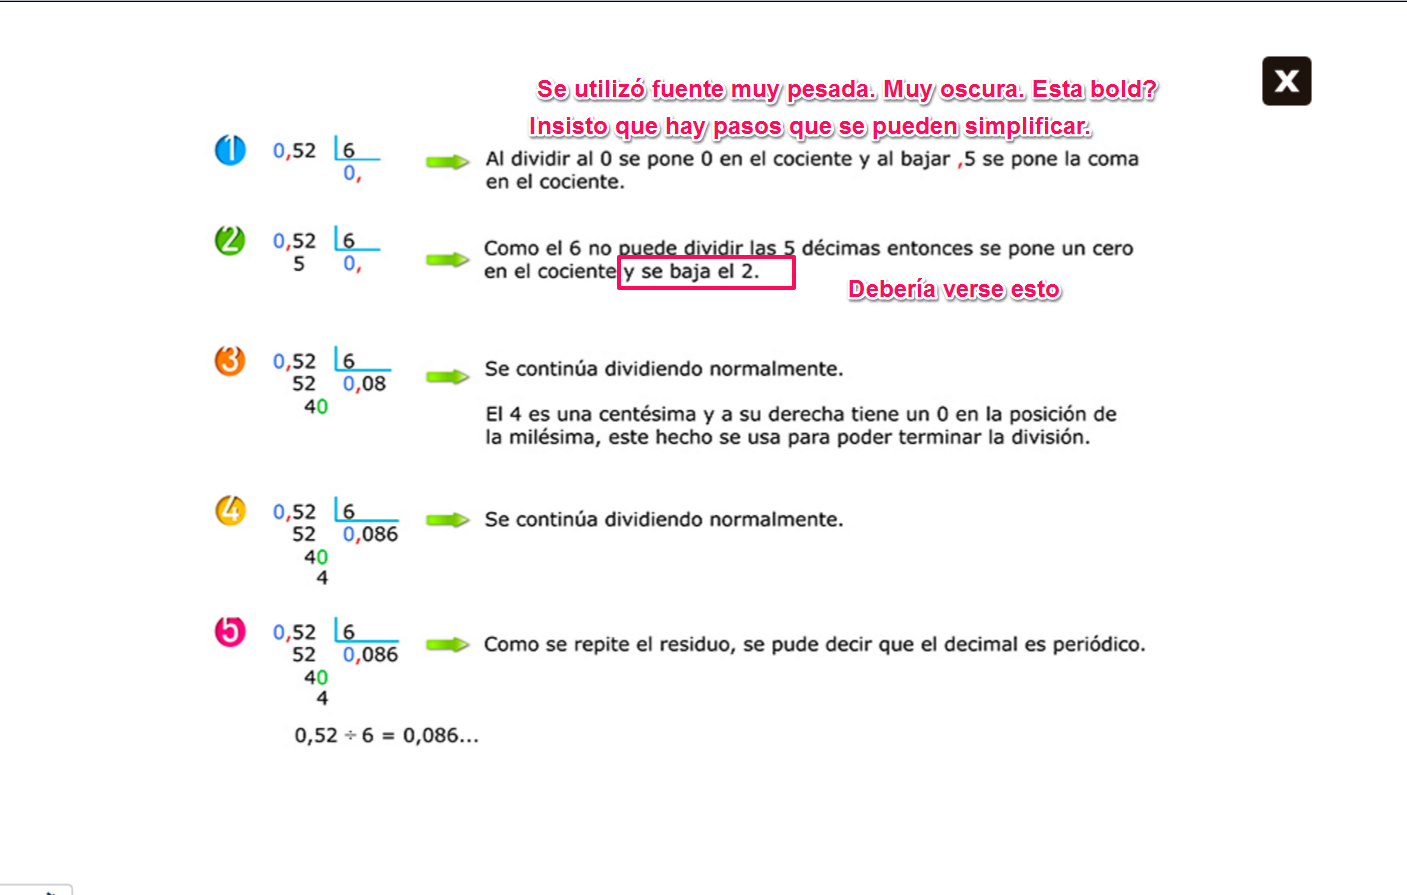 Se utilizó fuente muy pesada. Muy oscura. Esta bold?
X
Insisto que hay pasos que se pueden simplificar.
1 0,52 6
0,
Al dividir al 0 se pone 0 en el cociente y al bajar ,5 se pone la coma
en el cociente.
2 0,52 6
5 0,
Como el 6 no puede dividir las 5 décimas entonces se pone un cero
en el cociente y se baja el 2.
Debería verse esto
3 0,52 6
52 0,08
40
Se continúa dividiendo normalmente.
El 4 es una centésima y a su derecha tiene un 0 en la posición de
la milésima, este hecho se usa para poder terminar la división.
4 0,52 6
52 0,086
40
4
Se continúa dividiendo normalmente.
5 0,52 6
52 0,086
40
4
Como se repite el residuo, se pude decir que el decimal es periódico.
0,52 ÷ 6 = 0,086...